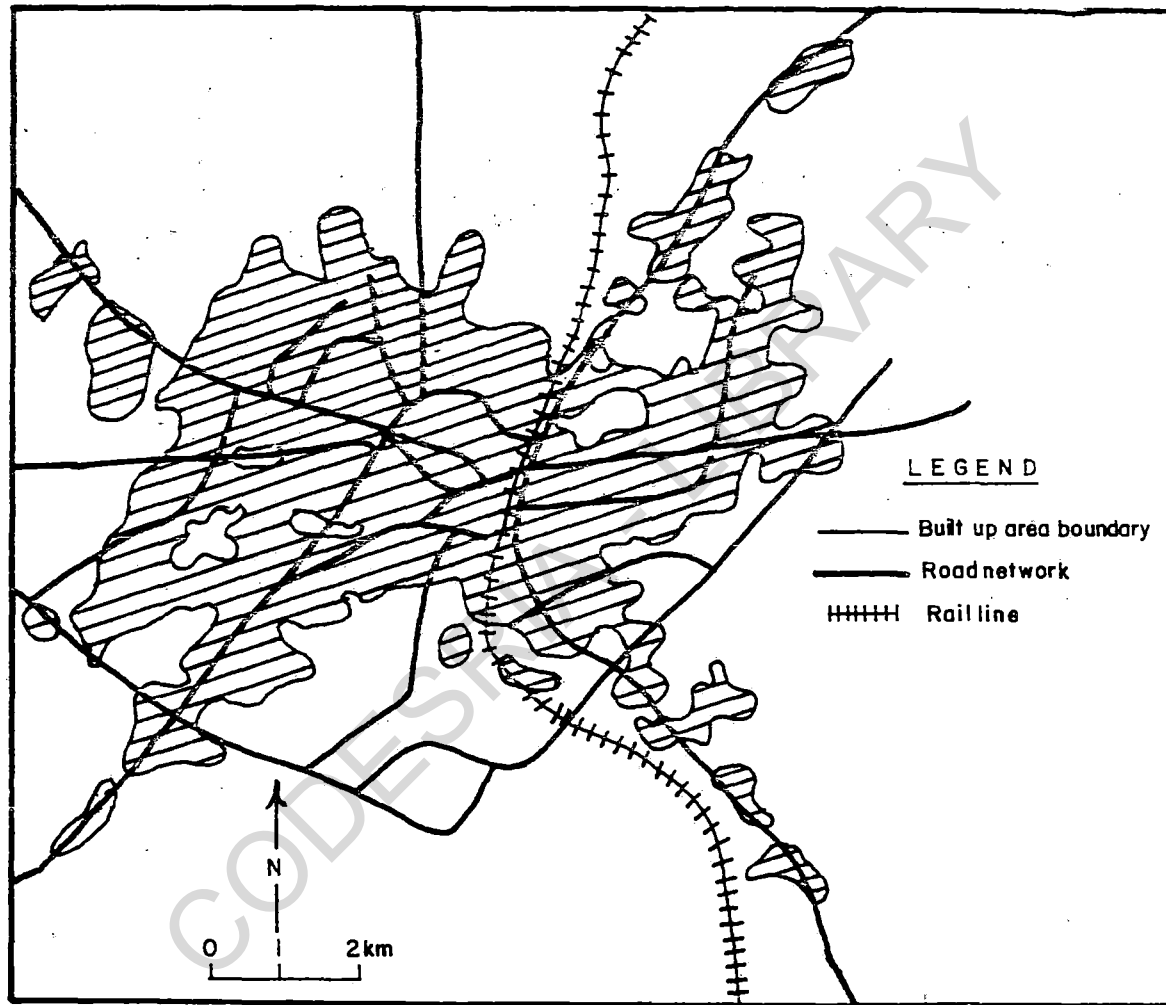 LEGEND
Built up area boundary
Road network
Rail line
N
0 2km
CODESRIA - LIBRARY